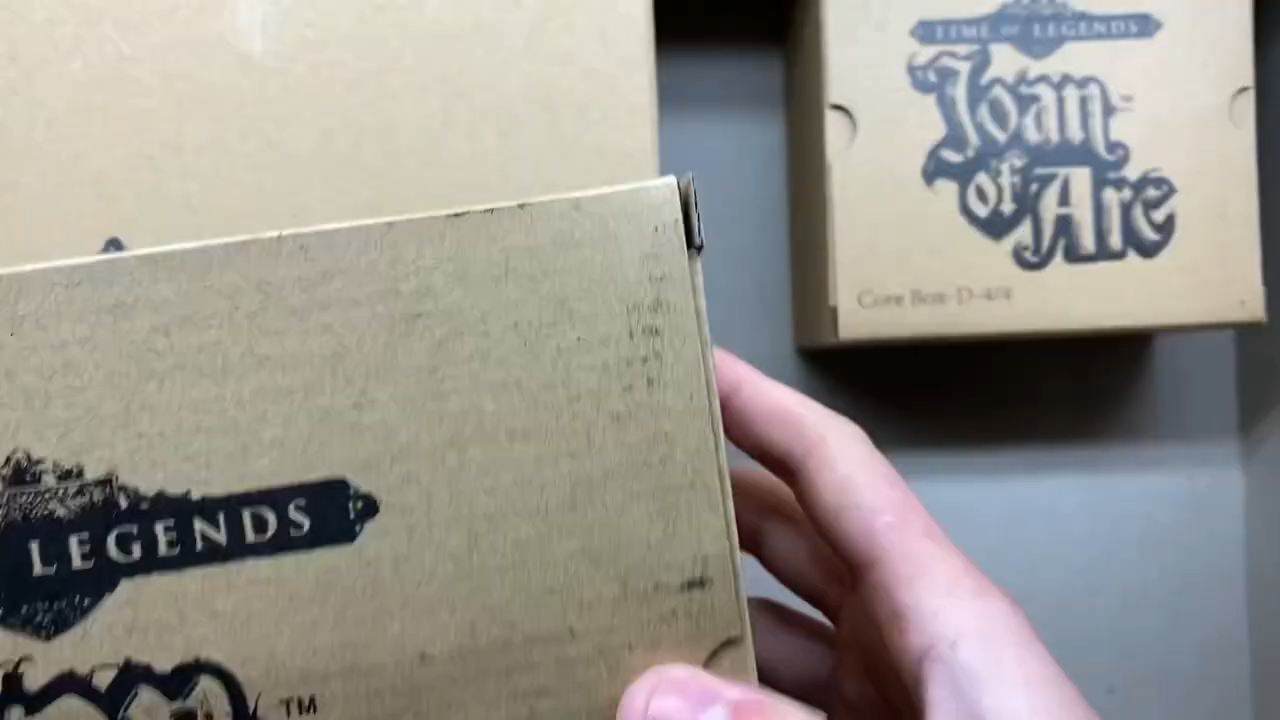 TIME OF LEGENDS
Joan
of Arc
Core Box-D-4/4
LEGENDS
TM